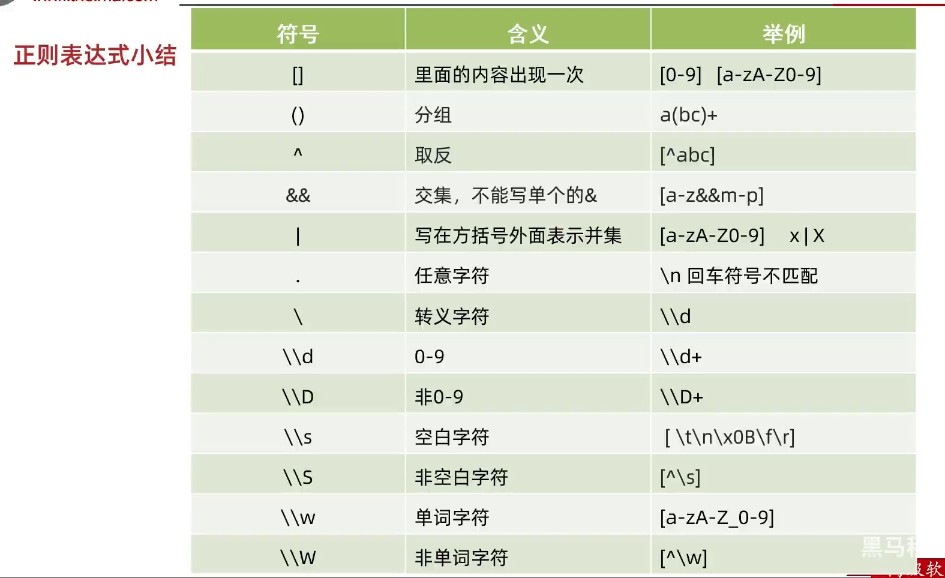 正则表达式小结
符号 含义 举例
[] 里面的内容出现一次 [0-9] [a-zA-Z0-9]
() 分组 a(bc)+
^ 取反 [^abc]
&& 交集，不能写单个的& [a-z&&m-p]
| 写在方括号外面表示并集 [a-zA-Z0-9] x|X
. 任意字符 \n 回车符号不匹配
\ 转义字符 \\d
\\d 0-9 \\d+
\\D 非0-9 \\D+
\\s 空白字符 [ \t\n\x0B\f\r]
\\S 非空白字符 [^\s]
\\w 单词字符 [a-zA-Z_0-9]
\\W 非单词字符 [^\w]
黑马